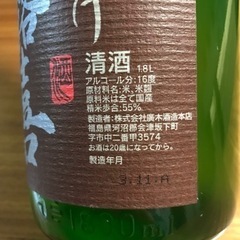 清酒 1.8L
アルコール分:16度
原材料名:米、米麹
原料米は全て国産
精米歩合:55%
製造者:株式会社廣木酒造本店
福島県河沼郡会津坂下町
字市中二番甲3574
お酒は20歳になってから。
製造年月